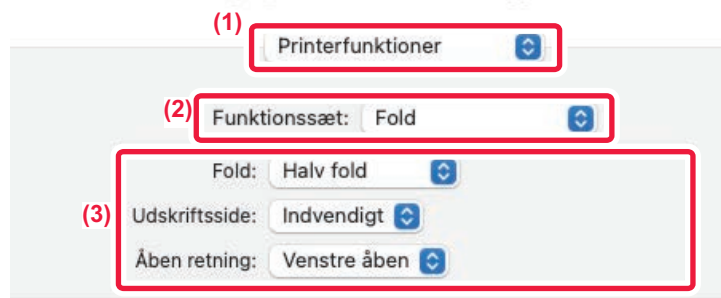 (1)
Printerfunktioner
(2) Funktionssæt: Fold
Fold: Halv fold
(3) Udskriftsside: Indvendigt
Åben retning: Venstre åben